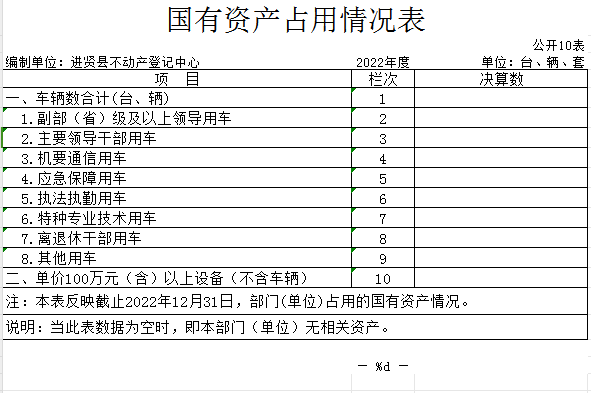 国有资产占用情况表
公开10表
编制单位：进贤县不动产登记中心 2022年度 单位：台、辆、套
项 目 栏次 决算数
一、车辆数合计(台、辆) 1
1.副部（省）级及以上领导用车 2
2.主要领导干部用车 3
3.机要通信用车 4
4.应急保障用车 5
5.执法执勤用车 6
6.特种专业技术用车 7
7.离退休干部用车 8
8.其他用车 9
二、单价100万元（含）以上设备（不含车辆） 10
注：本表反映截止2022年12月31日，部门(单位)占用的国有资产情况。
说明：当此表数据为空时，即本部门（单位）无相关资产。
— %d —